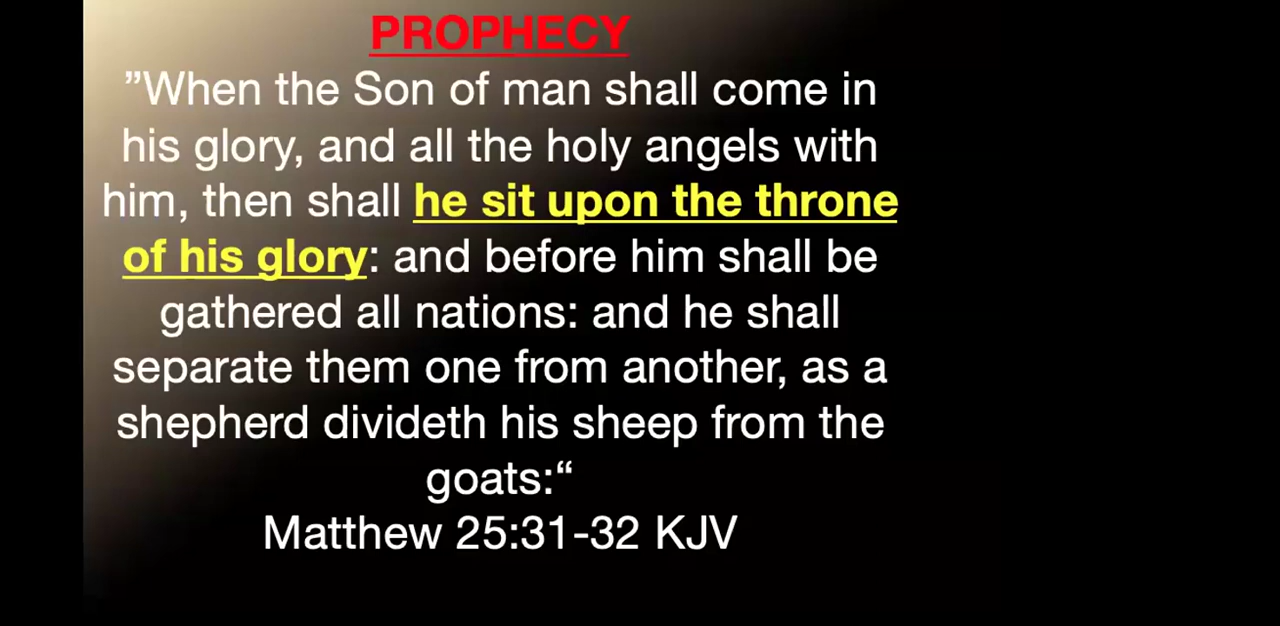 PROPHECY
”When the Son of man shall come in
his glory, and all the holy angels with
him, then shall he sit upon the throne
of his glory: and before him shall be
gathered all nations: and he shall
separate them one from another, as a
shepherd divideth his sheep from the
goats:“
Matthew 25:31-32 KJV